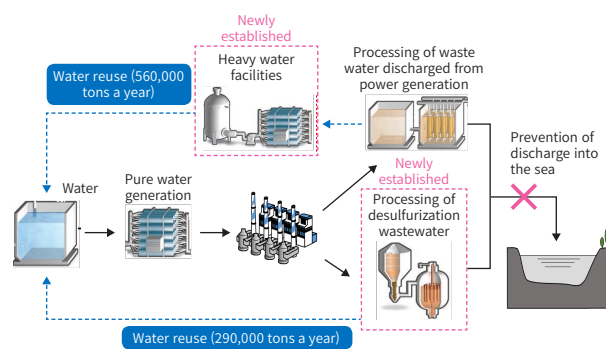 Newly
established
Heavy water
facilities
Processing of waste
water discharged from
power generation
Water reuse (560,000
tons a year)
Prevention of
discharge into
the sea
Newly
established
Water
Pure water
generation
Processing of
desulfurization
wastewater
Water reuse (290,000 tons a year)